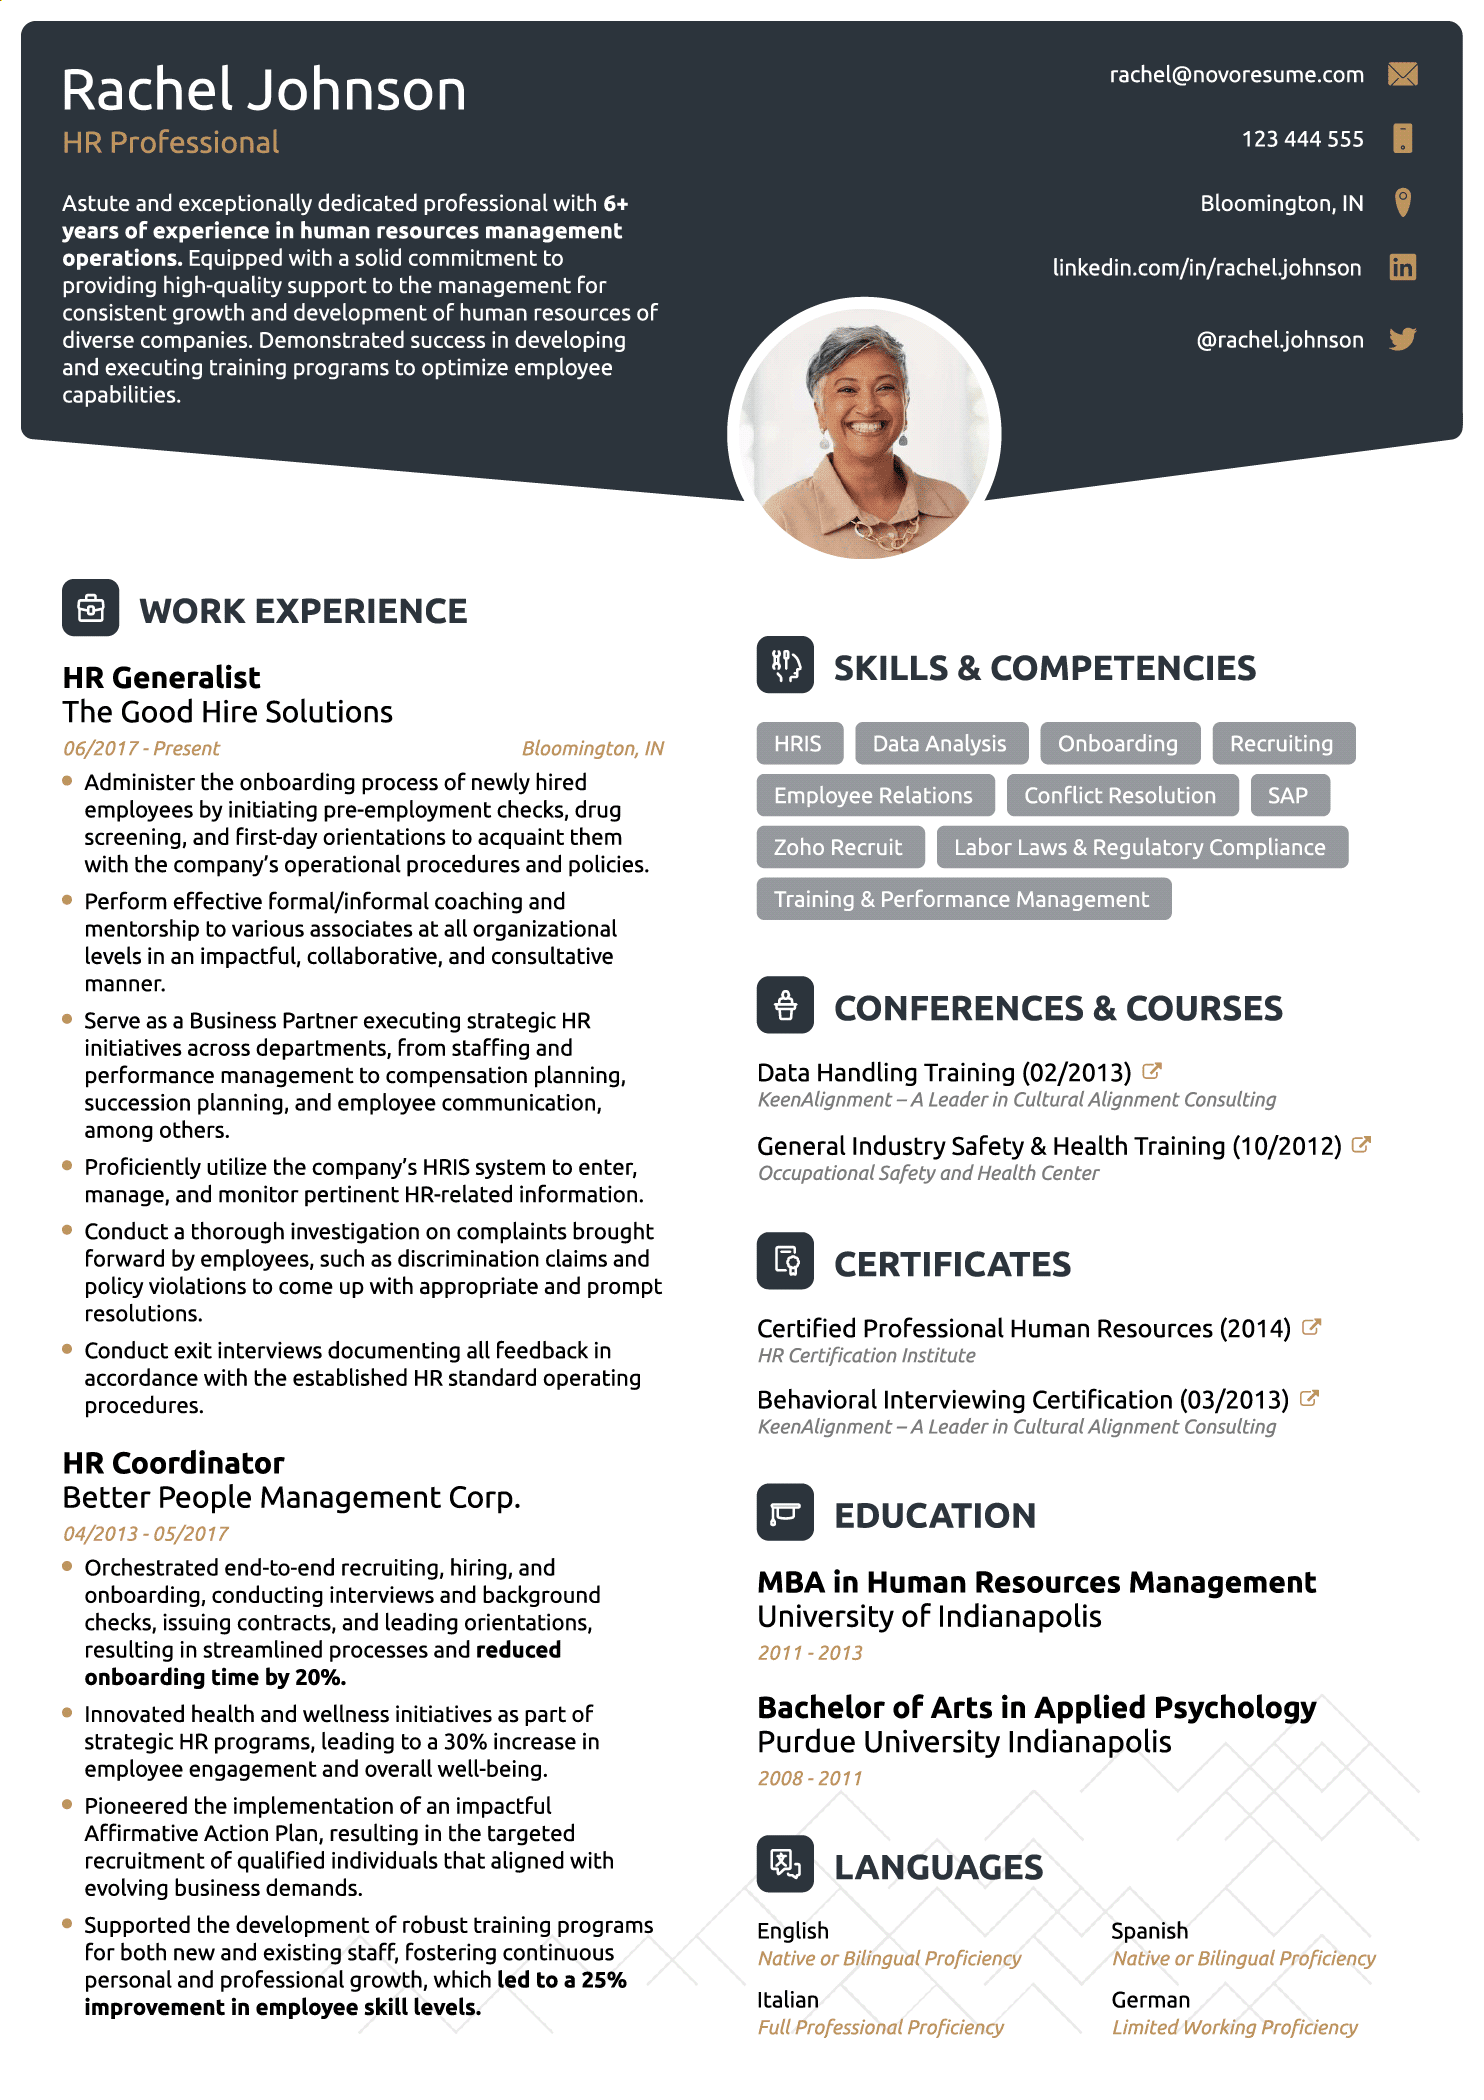 Rachel Johnson
HR Professional
Astute and exceptionally dedicated professional with 6+
years of experience in human resources management
operations. Equipped with a solid commitment to
providing high-quality support to the management for
consistent growth and development of human resources of
diverse companies. Demonstrated success in developing
and executing training programs to optimize employee
capabilities.
rachel@novoresume.com
123 444 555
Bloomington, IN
linkedin.com/in/rachel.johnson
@rachel.johnson
WORK EXPERIENCE
HR Generalist
The Good Hire Solutions
06/2017 - Present Bloomington, IN
Administer the onboarding process of newly hired
employees by initiating pre-employment checks, drug
screening, and first-day orientations to acquaint them
with the company’s operational procedures and policies.
Perform effective formal/informal coaching and
mentorship to various associates at all organizational
levels in an impactful, collaborative, and consultative
manner.
Serve as a Business Partner executing strategic HR
initiatives across departments, from staffing and
performance management to compensation planning,
succession planning, and employee communication,
among others.
Proficiently utilize the company’s HRIS system to enter,
manage, and monitor pertinent HR-related information.
Conduct a thorough investigation on complaints brought
forward by employees, such as discrimination claims and
policy violations to come up with appropriate and prompt
resolutions.
Conduct exit interviews documenting all feedback in
accordance with the established HR standard operating
procedures.
HR Coordinator
Better People Management Corp.
04/2013 - 05/2017
Orchestrated end-to-end recruiting, hiring, and
onboarding, conducting interviews and background
checks, issuing contracts, and leading orientations,
resulting in streamlined processes and reduced
onboarding time by 20%.
Innovated health and wellness initiatives as part of
strategic HR programs, leading to a 30% increase in
employee engagement and overall well-being.
Pioneered the implementation of an impactful
Affirmative Action Plan, resulting in the targeted
recruitment of qualified individuals that aligned with
evolving business demands.
Supported the development of robust training programs
for both new and existing staff, fostering continuous
personal and professional growth, which led to a 25%
improvement in employee skill levels.
SKILLS & COMPETENCIES
HRIS Data Analysis Onboarding Recruiting
Employee Relations Conflict Resolution SAP
Zoho Recruit Labor Laws & Regulatory Compliance
Training & Performance Management
CONFERENCES & COURSES
Data Handling Training (02/2013)
KeenAlignment – A Leader in Cultural Alignment Consulting
General Industry Safety & Health Training (10/2012)
Occupational Safety and Health Center
CERTIFICATES
Certified Professional Human Resources (2014)
HR Certification Institute
Behavioral Interviewing Certification (03/2013)
KeenAlignment – A Leader in Cultural Alignment Consulting
EDUCATION
MBA in Human Resources Management
University of Indianapolis
2011 - 2013
Bachelor of Arts in Applied Psychology
Purdue University Indianapolis
2008 - 2011
LANGUAGES
English
Native or Bilingual Proficiency
Spanish
Native or Bilingual Proficiency
Italian
Full Professional Proficiency
German
Limited Working Proficiency